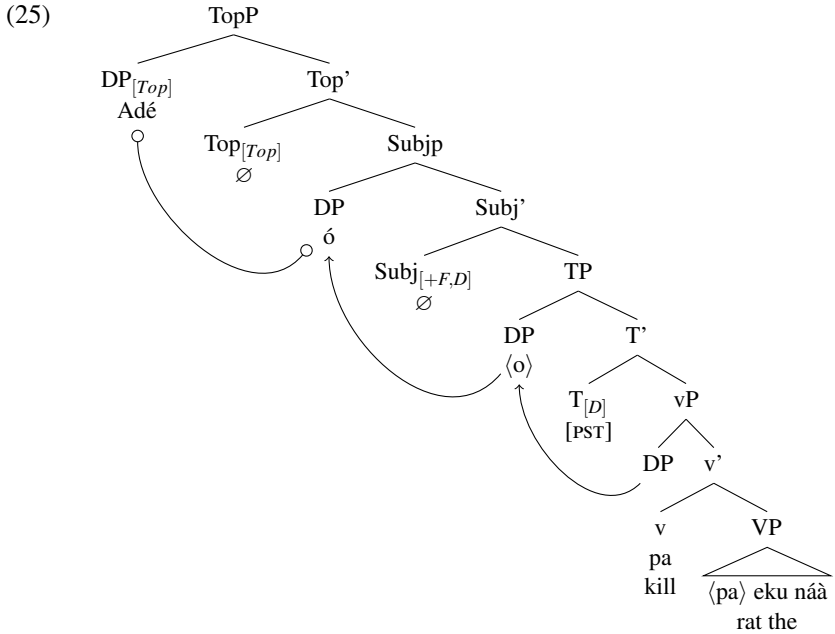 (25)
TopP
DP[Top] Top'
Adé
Top[Top] Subjp
∅
DP Subj'
ó
Subj[+F,D] TP
∅
DP T'
⟨o⟩
T[D] vP
[PST]
DP v'
v VP
pa
kill
⟨pa⟩ eku náà
rat the